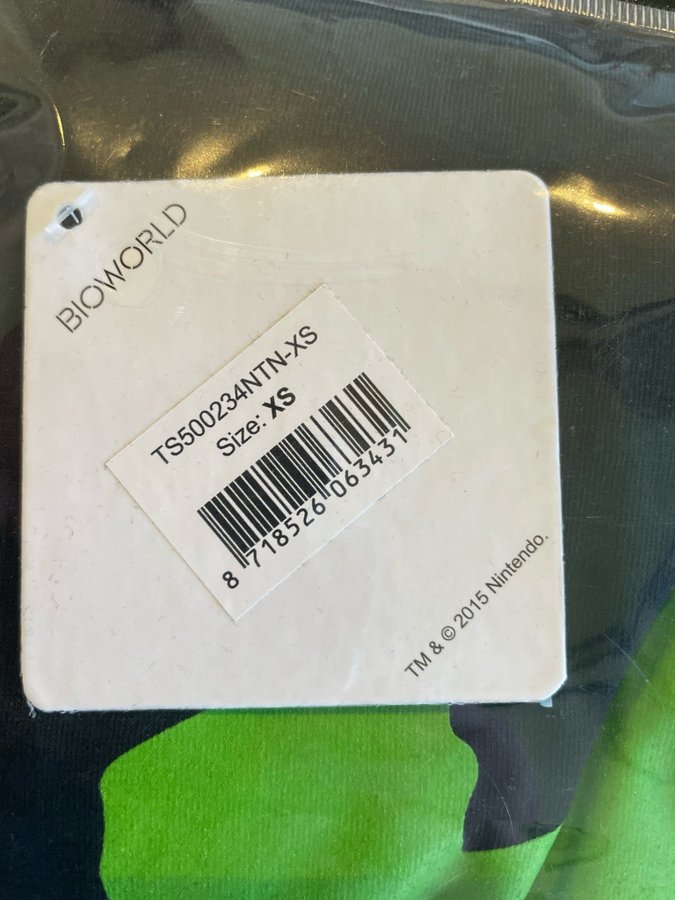 BIOWORLD
TS500234NTN-XS
Size: XS
8 718526 063431
TM & © 2015 Nintendo.